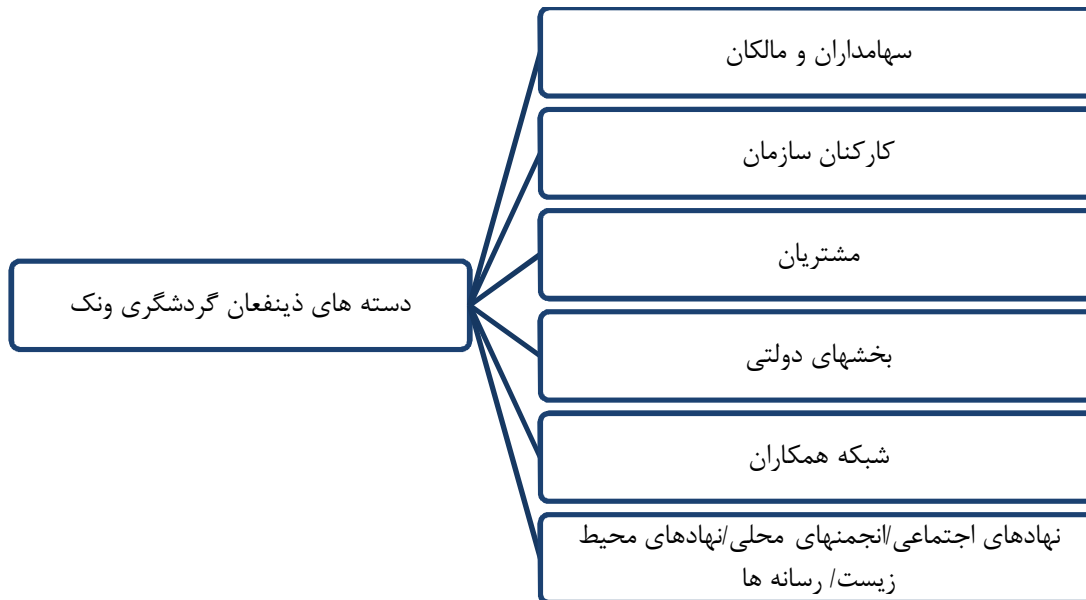 سهامداران و مالکان
کارکنان سازمان
مشتریان
دسته های ذینفعان گردشگری ونک
بخشهای دولتی
شبکه همکاران
نهادهای اجتماعی/انجمنهای محلی/نهادهای محیط
زیست/ رسانه ها